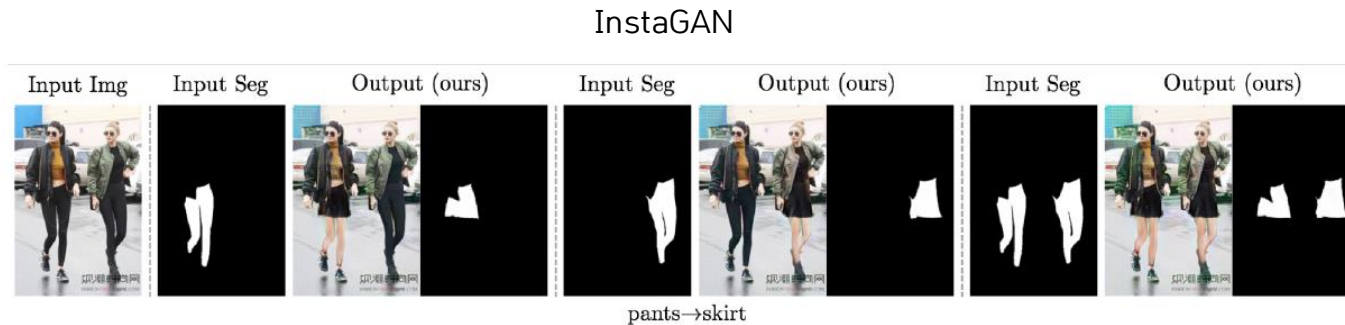 InstaGAN
Input Img Input Seg Output (ours) Input Seg Output (ours) Input Seg Output (ours)
pants→skirt